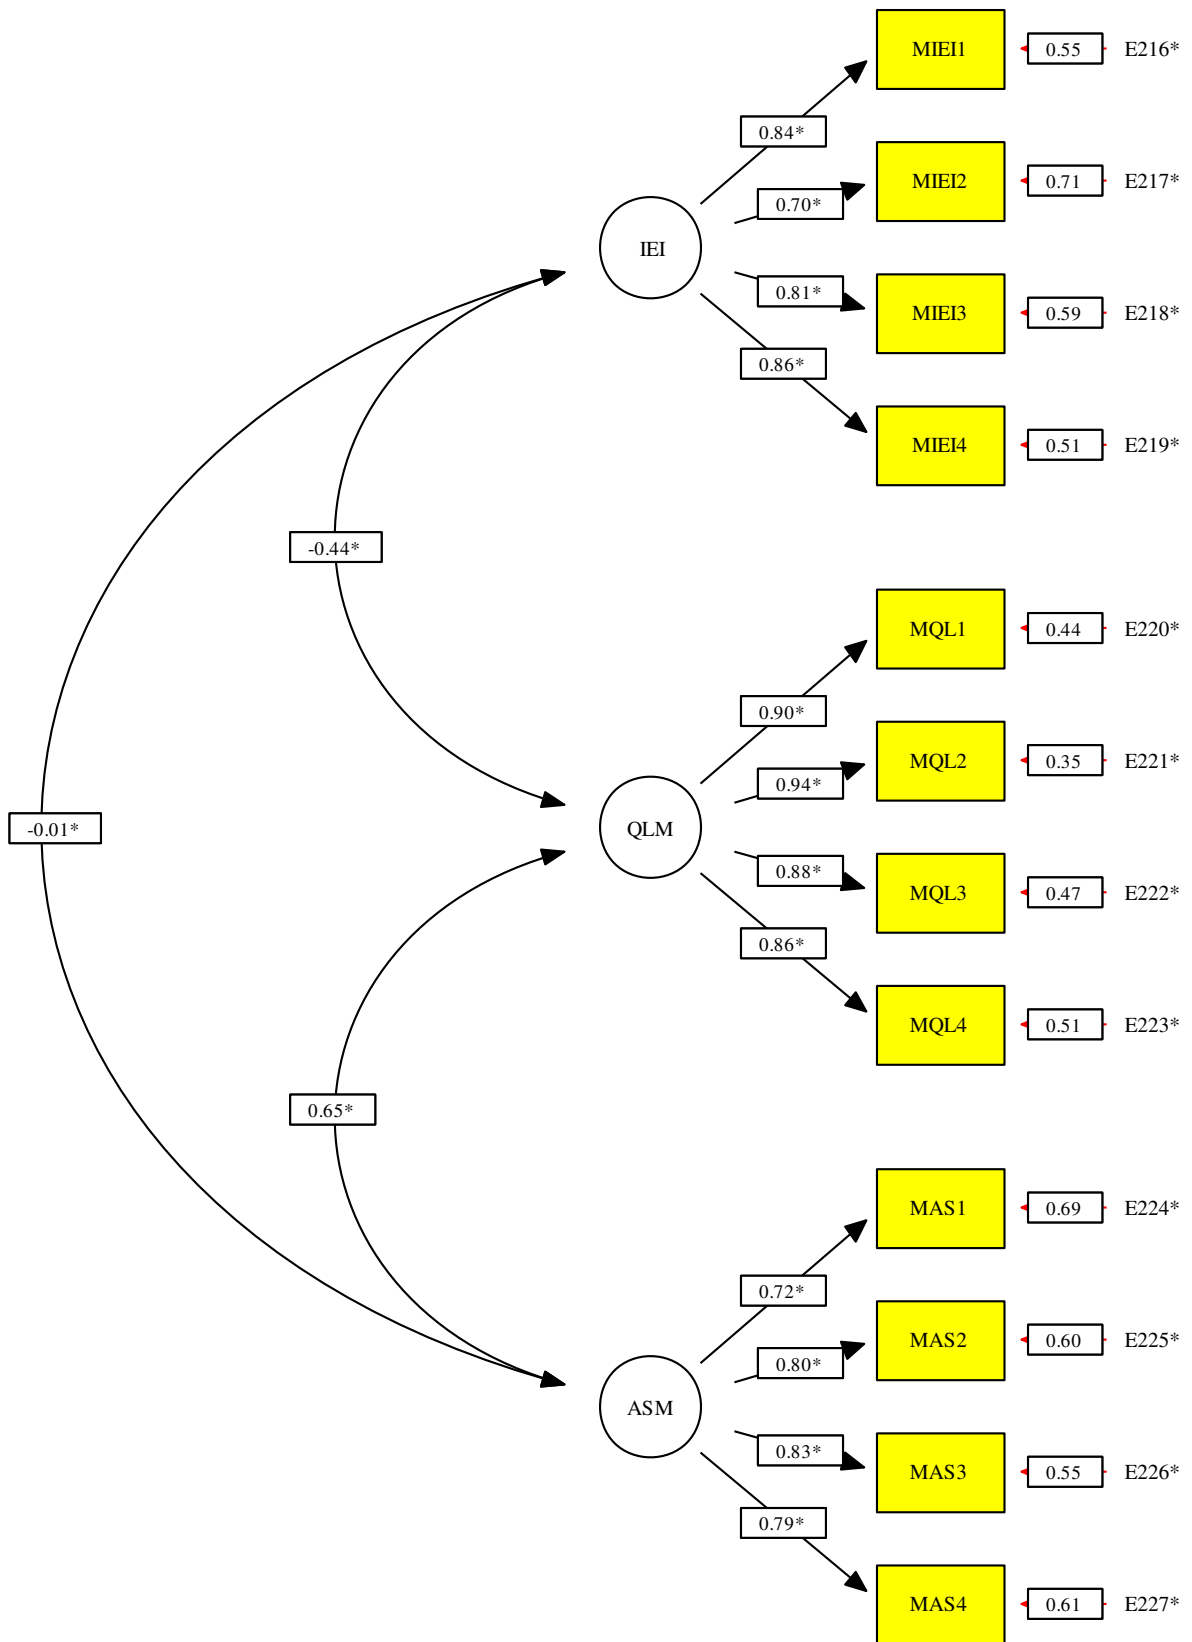 MIEI1 0.55 E216*
0.84*
MIEI2 0.71 E217*
0.70*
IEI
0.81*
MIEI3 0.59 E218*
0.86*
MIEI4 0.51 E219*
-0.44*
MQL1 0.44 E220*
0.90*
MQL2 0.35 E221*
0.94*
-0.01*
QLM
0.88*
MQL3 0.47 E222*
0.86*
MQL4 0.51 E223*
0.65*
MAS1 0.69 E224*
0.72*
MAS2 0.60 E225*
0.80*
ASM
0.83*
MAS3 0.55 E226*
0.79*
MAS4 0.61 E227*